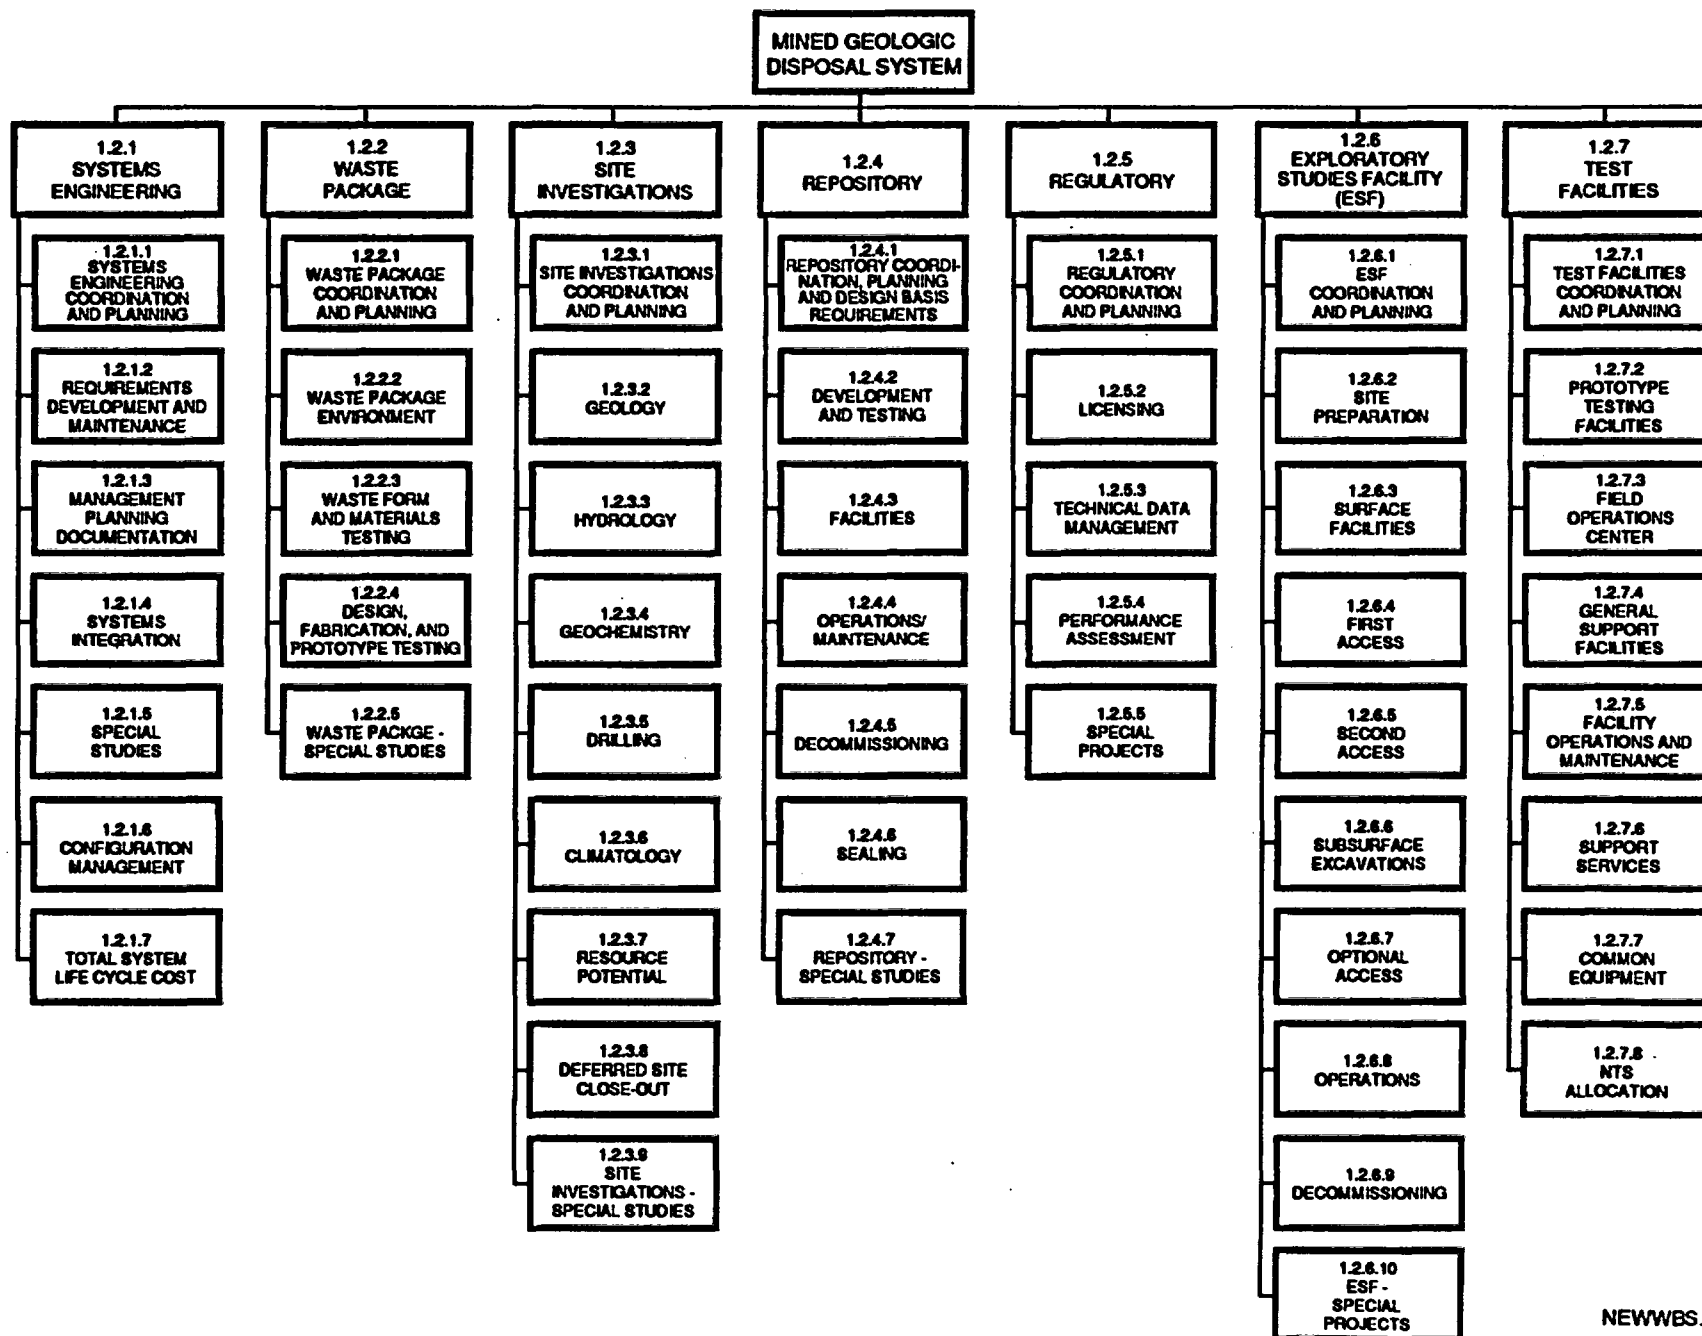 MINED GEOLOGIC
DISPOSAL SYSTEM
1.2.1
SYSTEMS
ENGINEERING
1.2.1.1
SYSTEMS
ENGINEERING
COORDINATION
AND PLANNING
1.2.1.2
REQUIREMENTS
DEVELOPMENT AND
MAINTENANCE
1.2.1.3
MANAGEMENT
PLANNING
DOCUMENTATION
1.2.1.4
SYSTEMS
INTEGRATION
1.2.1.5
SPECIAL
STUDIES
1.2.1.6
CONFIGURATION
MANAGEMENT
1.2.1.7
TOTAL SYSTEM
LIFE CYCLE COST
1.2.2
WASTE
PACKAGE
1.2.2.1
WASTE PACKAGE
COORDINATION
AND PLANNING
1.2.2.2
WASTE PACKAGE
ENVIRONMENT
1.2.2.3
WASTE FORM
AND MATERIALS
TESTING
1.2.2.4
DESIGN,
FABRICATION, AND
PROTOTYPE TESTING
1.2.2.5
WASTE PACKGE -
SPECIAL STUDIES
1.2.3
SITE
INVESTIGATIONS
1.2.3.1
SITE INVESTIGATIONS
COORDINATION
AND PLANNING
1.2.3.2
GEOLOGY
1.2.3.3
HYDROLOGY
1.2.3.4
GEOCHEMISTRY
1.2.3.5
DRILLING
1.2.3.6
CLIMATOLOGY
1.2.3.7
RESOURCE
POTENTIAL
1.2.3.8
DEFERRED SITE
CLOSE-OUT
1.2.3.9
SITE
INVESTIGATIONS -
SPECIAL STUDIES
1.2.4
REPOSITORY
1.2.4.1
REPOSITORY COORDI-
NATION, PLANNING
AND DESIGN BASIS
REQUIREMENTS
1.2.4.2
DEVELOPMENT
AND TESTING
1.2.4.3
FACILITIES
1.2.4.4
OPERATIONS/
MAINTENANCE
1.2.4.5
DECOMMISSIONING
1.2.4.6
SEALING
1.2.4.7
REPOSITORY -
SPECIAL STUDIES
1.2.5
REGULATORY
1.2.5.1
REGULATORY
COORDINATION
AND PLANNING
1.2.5.2
LICENSING
1.2.5.3
TECHNICAL DATA
MANAGEMENT
1.2.5.4
PERFORMANCE
ASSESSMENT
1.2.5.5
SPECIAL
PROJECTS
1.2.6
EXPLORATORY
STUDIES FACILITY
(ESF)
1.2.6.1
ESF
COORDINATION
AND PLANNING
1.2.6.2
SITE
PREPARATION
1.2.6.3
SURFACE
FACILITIES
1.2.6.4
FIRST
ACCESS
1.2.6.5
SECOND
ACCESS
1.2.6.6
SUBSURFACE
EXCAVATIONS
1.2.6.7
OPTIONAL
ACCESS
1.2.6.8
OPERATIONS
1.2.6.9
DECOMMISSIONING
1.2.6.10
ESF -
SPECIAL
PROJECTS
1.2.7
TEST
FACILITIES
1.2.7.1
TEST FACILITIES
COORDINATION
AND PLANNING
1.2.7.2
PROTOTYPE
TESTING
FACILITIES
1.2.7.3
FIELD
OPERATIONS
CENTER
1.2.7.4
GENERAL
SUPPORT
FACILITIES
1.2.7.5
FACILITY
OPERATIONS AND
MAINTENANCE
1.2.7.6
SUPPORT
SERVICES
1.2.7.7
COMMON
EQUIPMENT
1.2.7.8
NTS
ALLOCATION
NEWWBS.